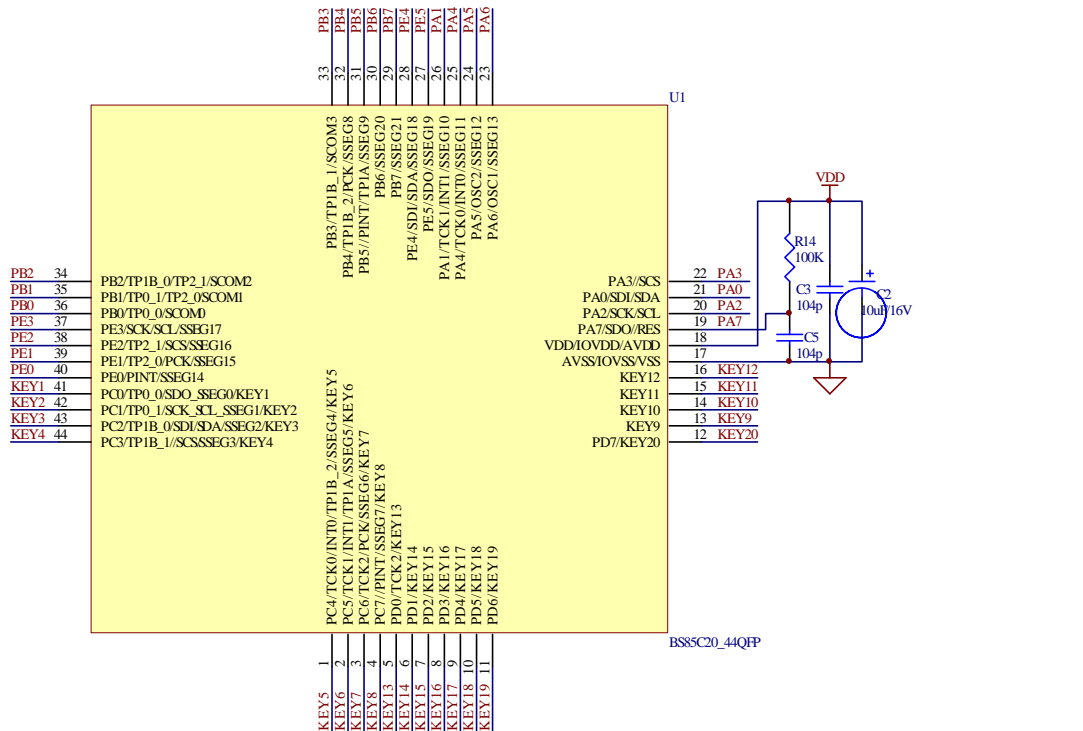 PB3 PB4 PB5 PB6 PB7 PE4 PE5 PA1 PA4 PA5 PA6
33 32 31 30 29 28 27 26 25 24 23
U1
PB3/TP1B_1/SCOM3
PB4/TP1B_2/PCK/SSEG8
PB5//PINT/TP1A/SSEG9
PB6/SSEG20
PB7/SSEG21
PE4/SDI/SDA/SSEG18
PE5/SDO/SSEG19
PA1/TCK1/INT1/SSEG10
PA4/TCK0/INT0/SSEG11
PA5/OSC2/SSEG12
PA6/OSC1/SSEG13
PB2 34 PB2/TP1B_0/TP2_1/SCOM2
PB1 35 PB1/TP0_1/TP2_0SCOM1
PB0 36 PB0/TP0_0/SCOM0
PE3 37 PE3/SCK/SCL/SSEG17
PE2 38 PE2/TP2_1/SCS/SSEG16
PE1 39 PE1/TP2_0/PCK/SSEG15
PE0 40 PE0/PINT/SSEG14
KEY1 41 PC0/TP0_0/SDO_SSEG0/KEY1
KEY2 42 PC1/TP0_1/SCK_SCL_SSEG1/KEY2
KEY3 43 PC2/TP1B_0/SDI/SDA/SSEG2/KEY3
KEY4 44 PC3/TP1B_1//SCS/SSEG3/KEY4
PA3//SCS 22 PA3
PA0/SDI/SDA 21 PA0
PA2/SCK/SCL 20 PA2
PA7/SDO/RES 19 PA7
VDD/IOVDD/AVDD 18
AVSS/IOVSS/VSS 17
KEY12 16 KEY12
KEY11 15 KEY11
KEY10 14 KEY10
KEY9 13 KEY9
PD7/KEY20 12 KEY20
VDD
R14
100K
C3
104p
C5
104p
+
C2
10uF/16V
PC4/TCK0/INT0/TP1B_2/SSEG4/KEY5
PC5/TCK1/INT1/TP1A/SSEG5/KEY6
PC6/TCK2/PCK/SSEG6/KEY7
PC7//PINT/SSEG7/KEY8
PD0/TCK2/KEY13
PD1/KEY14
PD2/KEY15
PD3/KEY16
PD4/KEY17
PD5/KEY18
PD6/KEY19
BS85C20_44QFP
1 2 3 4 5 6 7 8 9 10 11
KEY5 KEY6 KEY7 KEY8 KEY13 KEY14 KEY15 KEY16 KEY17 KEY18 KEY19